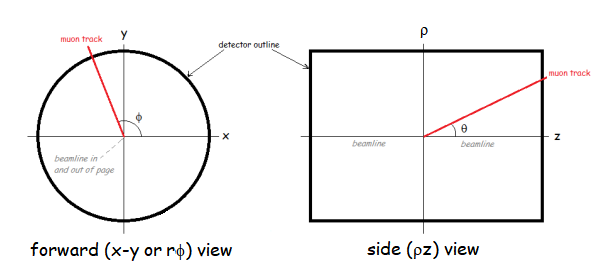 y
muon track
detector outline
ϕ
x
beamline in
and out of page
forward (x-y or rϕ) view
ρ
muon track
θ
z
beamline
beamline
side (ρz) view